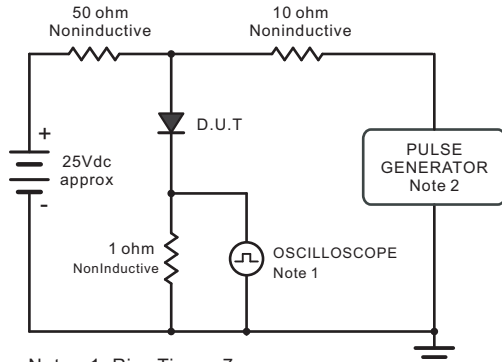 50 ohm
Noninductive
10 ohm
Noninductive
D.U.T
+
25Vdc
approx
-
PULSE
GENERATOR
Note 2
1 ohm
NonInductive
OSCILLOSCOPE
Note 1